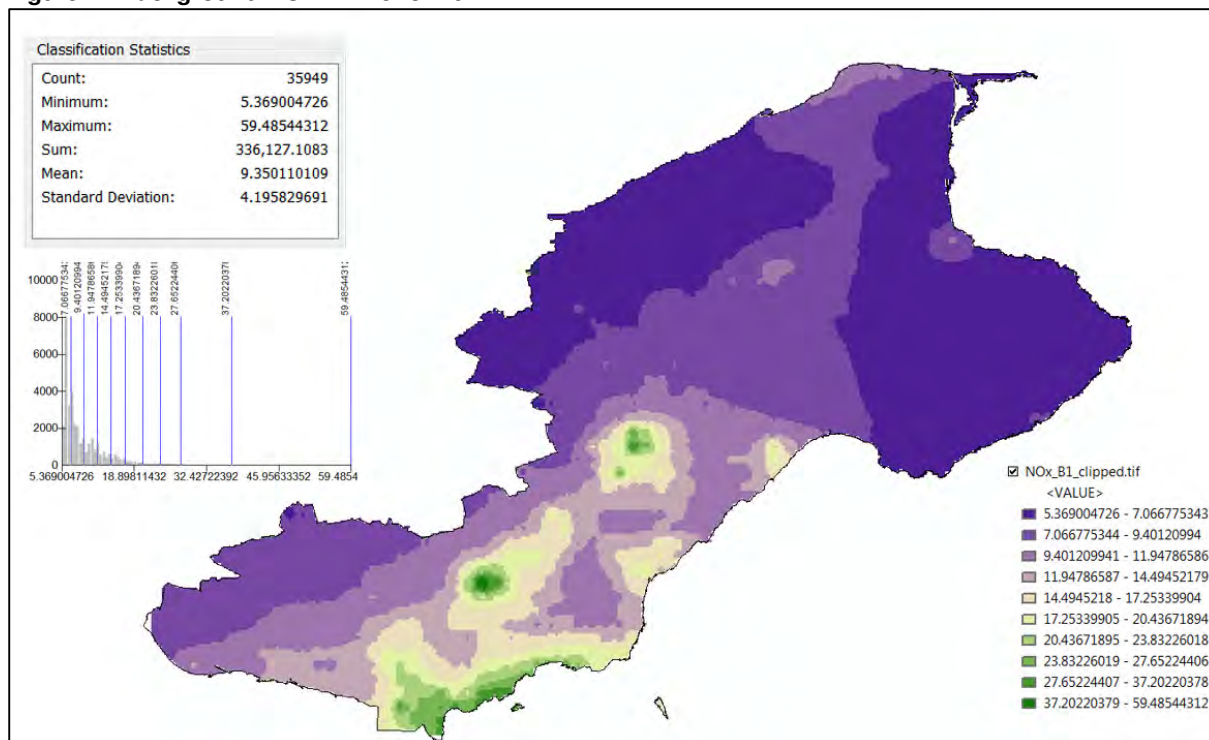 Classification Statistics
Count: 35949
Minimum: 5.369004726
Maximum: 59.48544312
Sum: 336,127.1083
Mean: 9.350110109
Standard Deviation: 4.195829691
10000
8000
6000
4000
2000
0
9.40120994
37.2022037
5.369004726 18.89811432 32.42722392 45.95633352 59.4854
NOx_B1_clipped.tif
<VALUE>
5.369004726 - 7.066775343
7.066775344 - 9.40120994
9.401209941 - 11.94786586
11.94786587 - 14.49452179
14.4945218 - 17.25339904
17.25339905 - 20.43671894
20.43671895 - 23.83226018
23.83226019 - 27.65224406
27.65224407 - 37.20220378
37.20220379 - 59.48544312